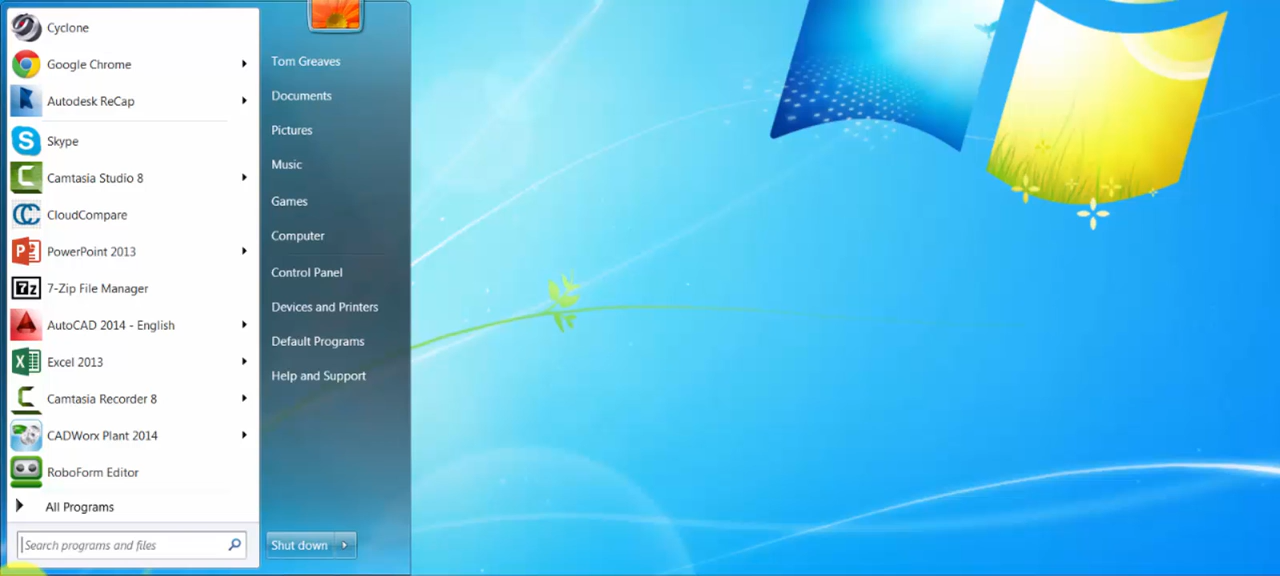 Cyclone
Google Chrome
Autodesk ReCap
Skype
Camtasia Studio 8
CloudCompare
PowerPoint 2013
7-Zip File Manager
AutoCAD 2014 - English
Excel 2013
Camtasia Recorder 8
CADWorx Plant 2014
RoboForm Editor
All Programs
Search programs and files
Tom Greaves
Documents
Pictures
Music
Games
Computer
Control Panel
Devices and Printers
Default Programs
Help and Support
Shut down